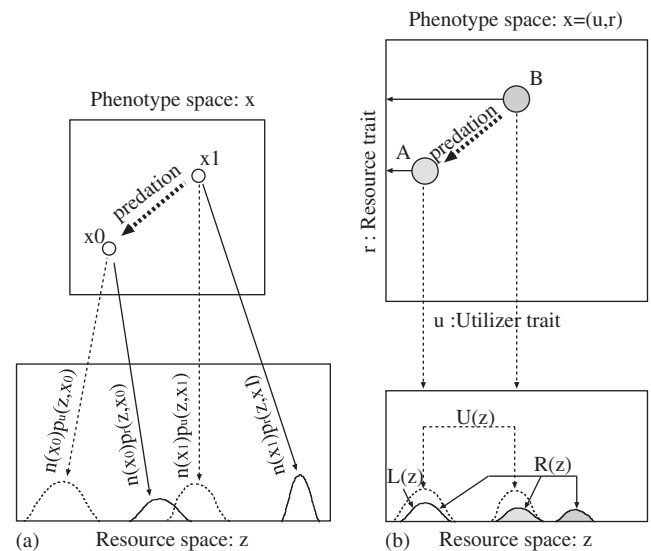 Phenotype space: x
x1
predation
x0
n(x0)pu(z,x0)
n(x0)pr(z,x0)
n(x1)pu(z,x1)
n(x1)pr(z,x1)
(a)
Resource space: z
Phenotype space: x=(u,r)
B
predation
A
r : Resource trait
u :Utilizer trait
U(z)
L(z)
R(z)
(b)
Resource space: z